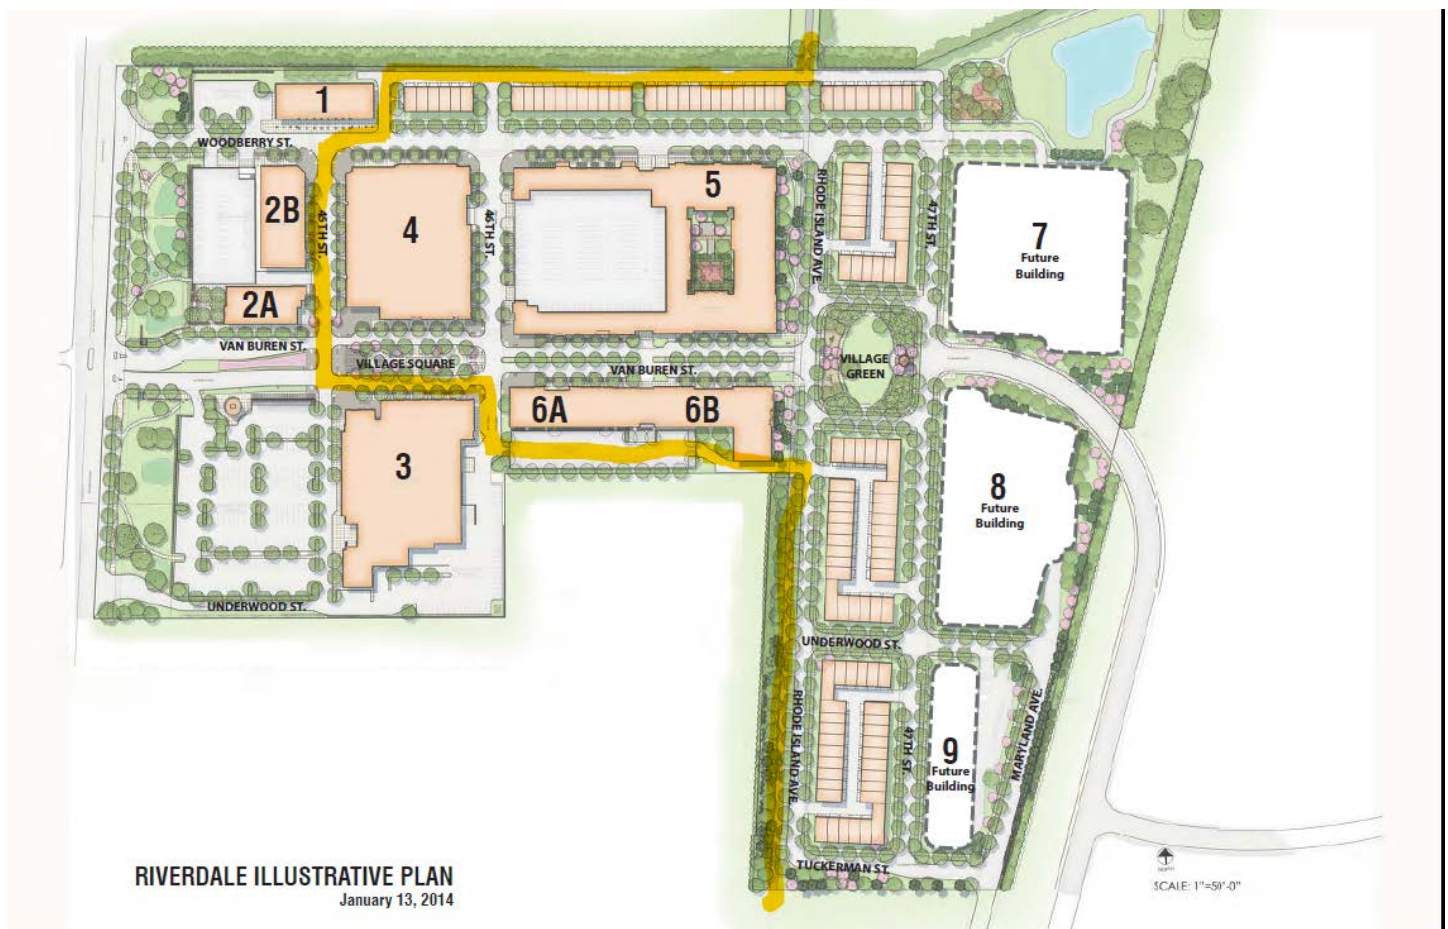 1
WOODBERRY ST.
2B
45TH ST.
4
46TH ST.
5
RHODE ISLAND AVE.
47TH ST.
7
Future
Building
2A
VAN BUREN ST.
VILLAGE SQUARE
VAN BUREN ST.
VILLAGE
GREEN
6A
6B
3
8
Future
Building
UNDERWOOD ST.
UNDERWOOD ST.
RHODE ISLAND AVE.
47TH ST.
9
Future
Building
MARYLAND AVE.
TUCKERMAN ST.
RIVERDALE ILLUSTRATIVE PLAN
January 13, 2014
NORTH
SCALE: 1"=50'-0"